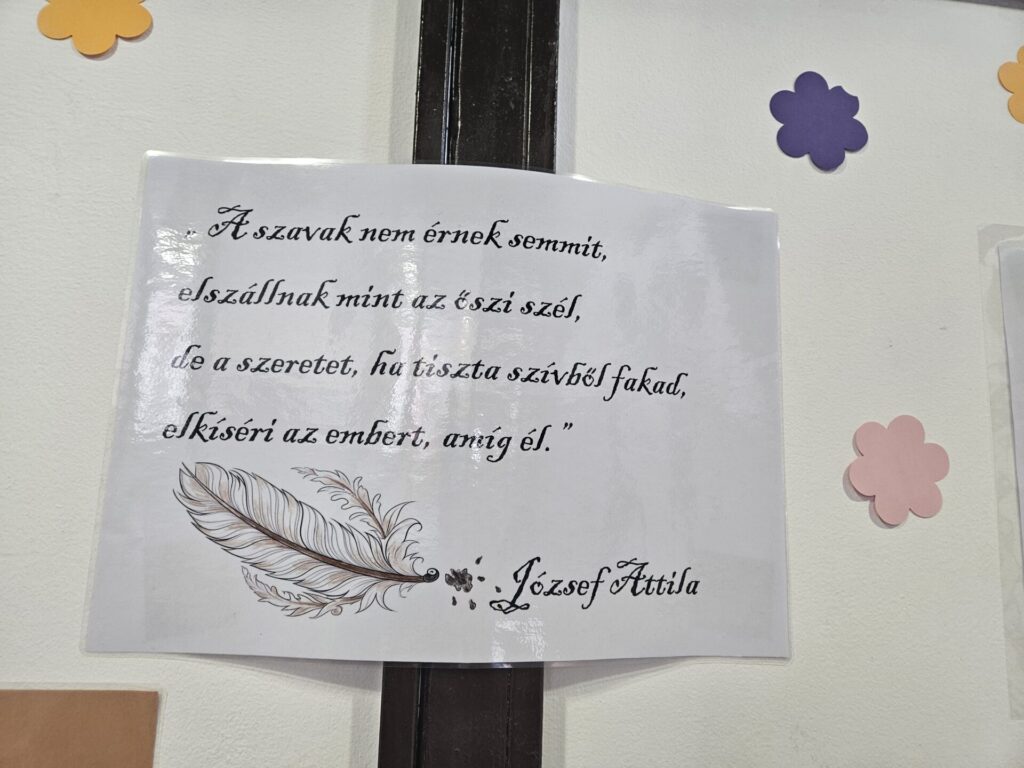 „ A szavak nem érnek semmit,
elszállnak mint az őszi szél,
de a szeretet, ha tiszta szívből fakad,
elkíséri az embert, amíg él."
József Attila